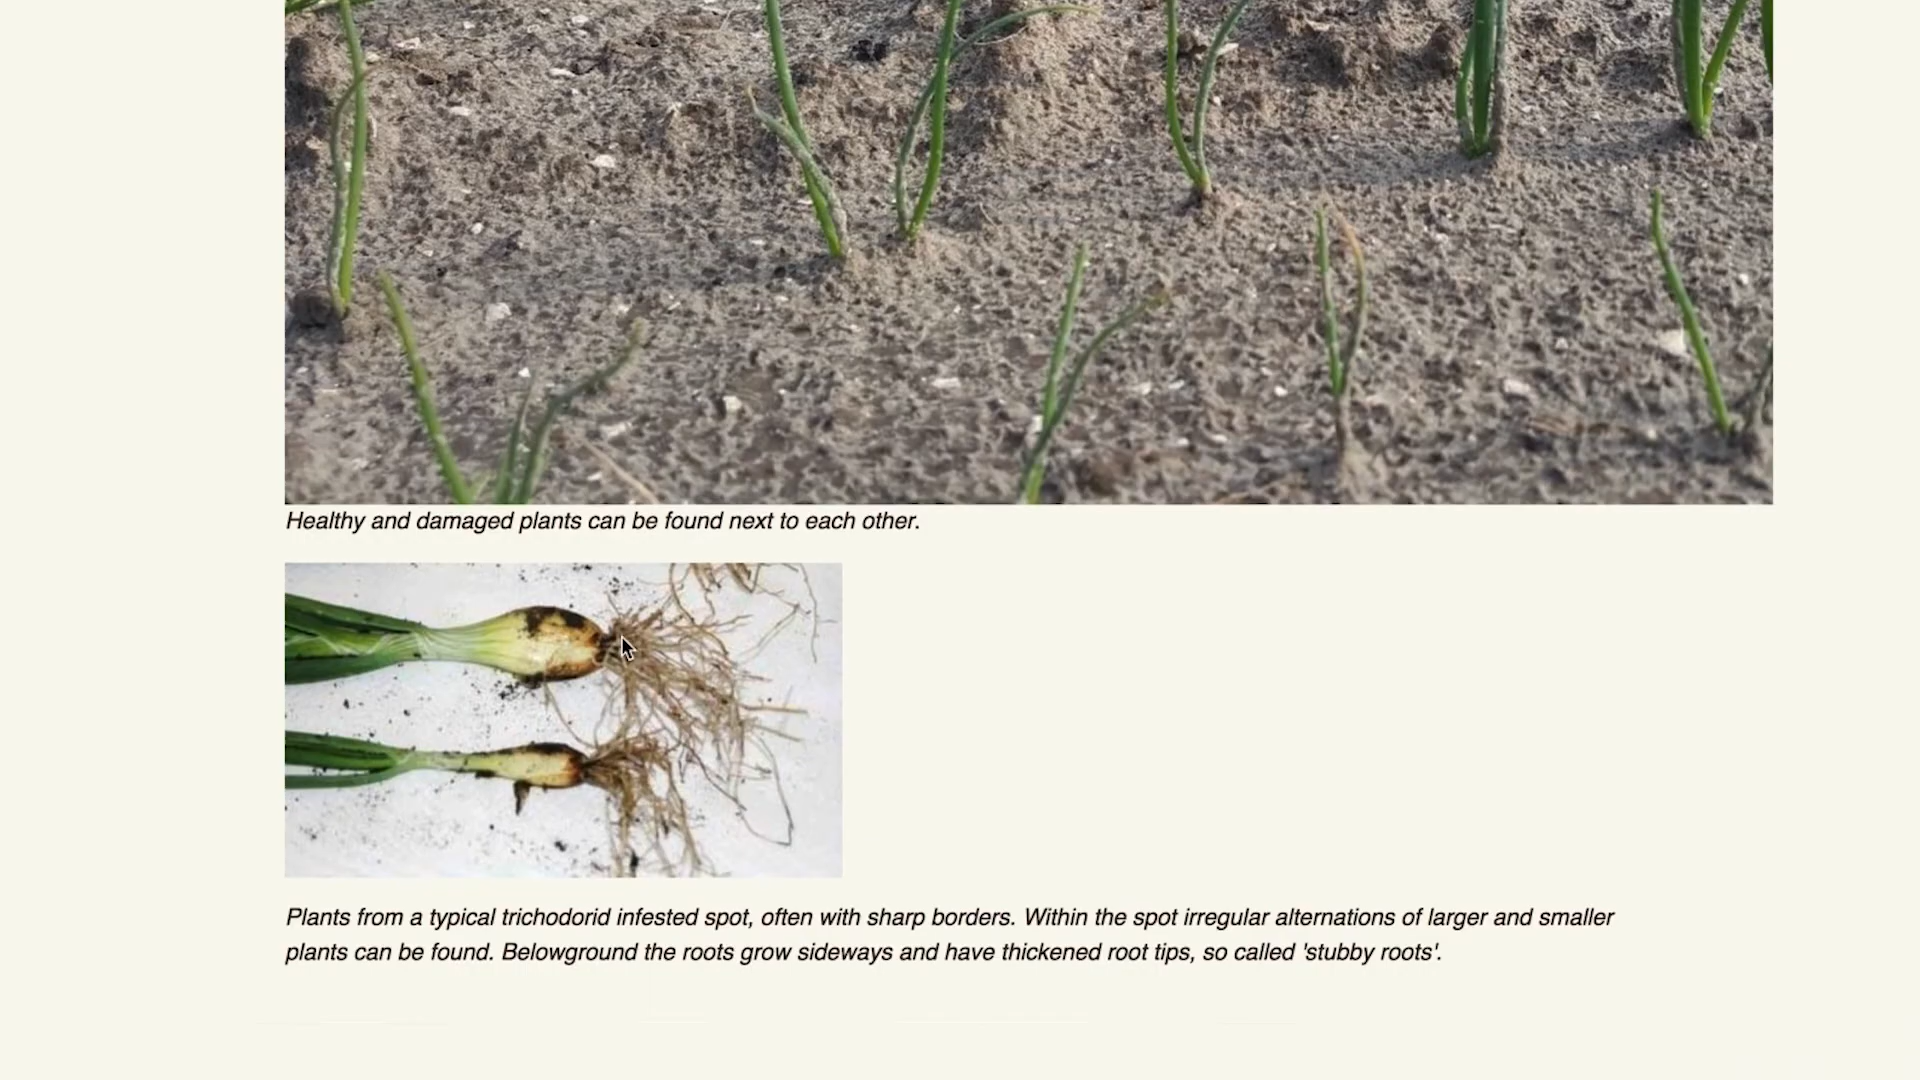 Healthy and damaged plants can be found next to each other.
Plants from a typical trichodorid infested spot, often with sharp borders. Within the spot irregular alternations of larger and smaller
plants can be found. Belowground the roots grow sideways and have thickened root tips, so called 'stubby roots'.